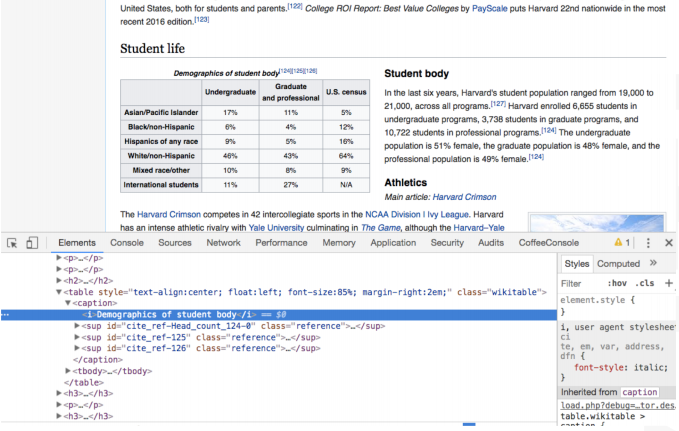 United States, both for students and parents.[122] College ROI Report: Best Value Colleges by PayScale puts Harvard 22nd nationwide in the most
recent 2016 edition.[123]
Student life
Demographics of student body[124][125][126]
Undergraduate Graduate and professional U.S. census
Asian/Pacific Islander 17% 11% 5%
Black/non-Hispanic 6% 4% 12%
Hispanics of any race 9% 5% 16%
White/non-Hispanic 46% 43% 64%
Mixed race/other 10% 8% 9%
International students 11% 27% N/A
Student body
In the last six years, Harvard's student population ranged from 19,000 to
21,000, across all programs.[127] Harvard enrolled 6,655 students in
undergraduate programs, 3,738 students in graduate programs, and
10,722 students in professional programs.[124] The undergraduate
population is 51% female, the graduate population is 48% female, and the
professional population is 49% female.[124]
Athletics
Main article: Harvard Crimson
The Harvard Crimson competes in 42 intercollegiate sports in the NCAA Division I Ivy League. Harvard
has an intense athletic rivalry with Yale University culminating in The Game, although the Harvard–Yale
Elements Console Sources Network Performance Memory Application Security Audits CoffeeConsole 1
<p>…</p>
<p>…</p>
<h2>…</h2>
<table style="text-align:center; float:left; font-size:85%; margin-right:2em;" class="wikitable">
<caption>
<i>Demographics of student body</i> == $0
<sup id="cite_ref-Head_count_124-0" class="reference">…</sup>
<sup id="cite_ref-125" class="reference">…</sup>
<sup id="cite_ref-126" class="reference">…</sup>
</caption>
<tbody>…</tbody>
</table>
<h3>…</h3>
<p>…</p>
<h3>…</h3>
Styles Computed
Filter :hov .cls +
element.style {
}
i, user agent stylesheet
ci
te, em, var, address,
dfn {
font-style: italic;
}
Inherited from caption
load.php?debug=…tor.des…
table.wikitable >
caption {